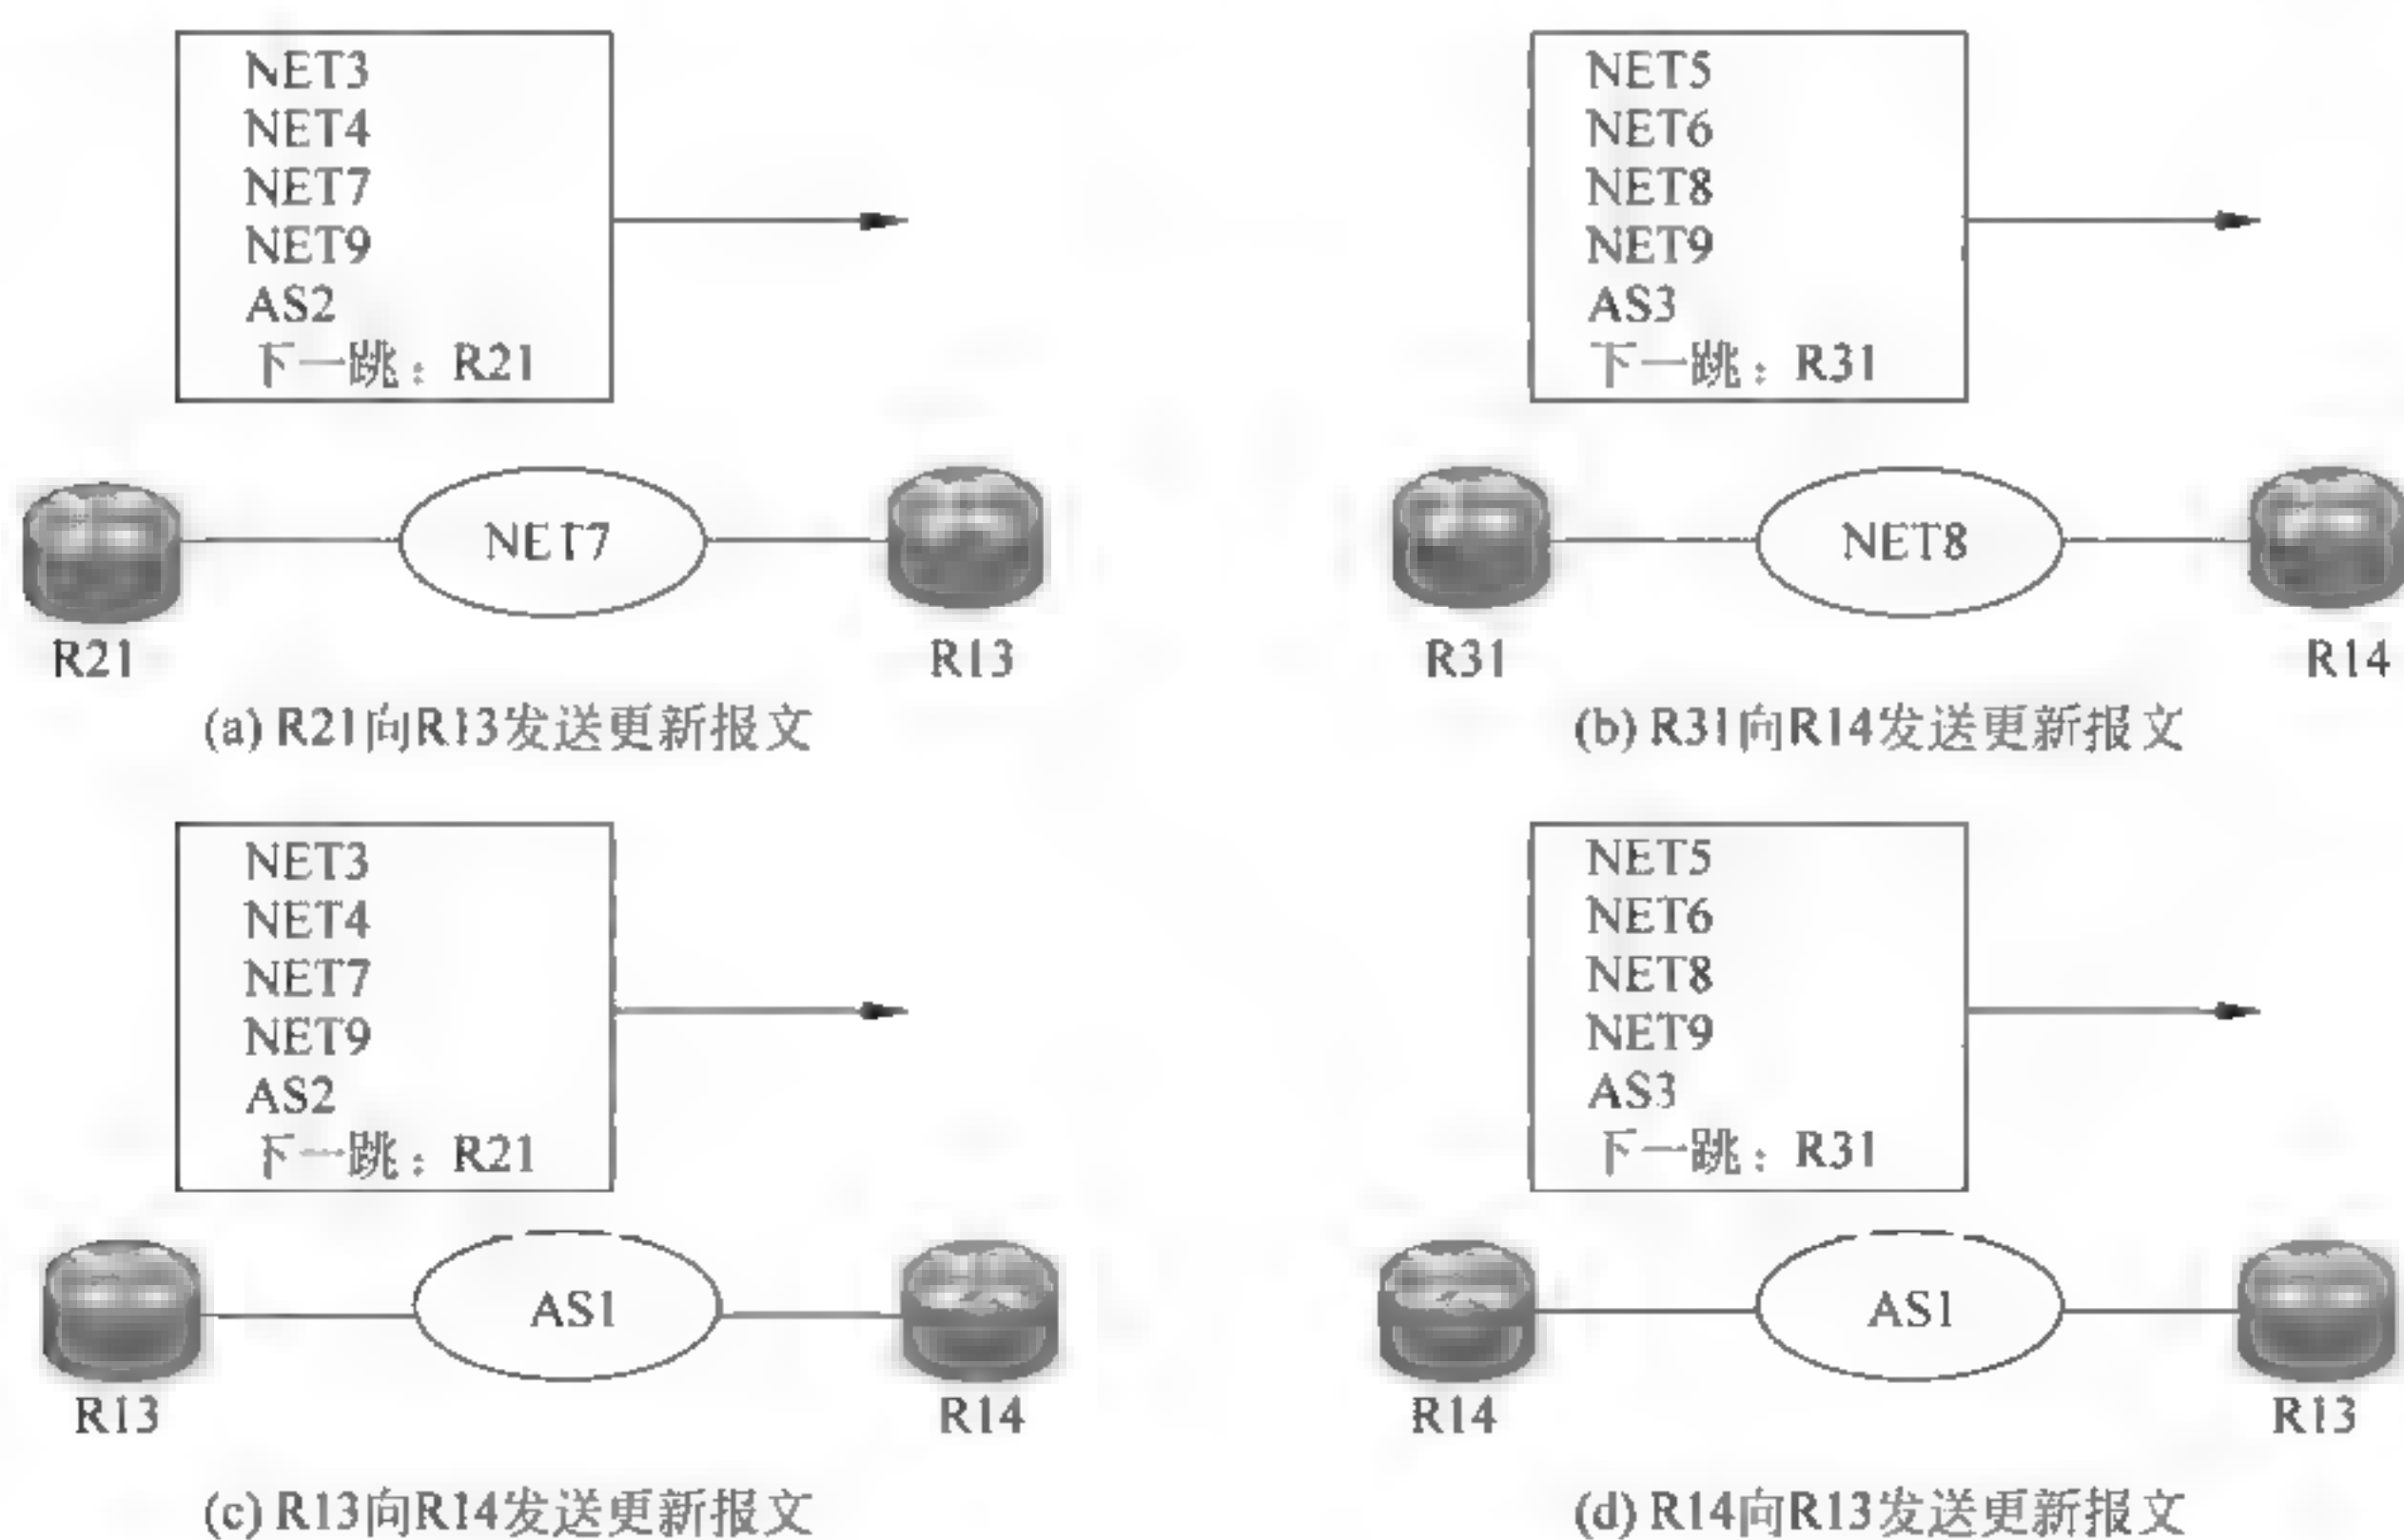 NET3
NET4
NET7
NET9
AS2
下一跳：R21
NET7
R21
R13
(a) R21向R13发送更新报文
NET5
NET6
NET8
NET9
AS3
下一跳：R31
NET8
R31
R14
(b) R31向R14发送更新报文
NET3
NET4
NET7
NET9
AS2
下一跳：R21
AS1
R13
R14
(c) R13向R14发送更新报文
NET5
NET6
NET8
NET9
AS3
下一跳：R31
AS1
R14
R13
(d) R14向R13发送更新报文